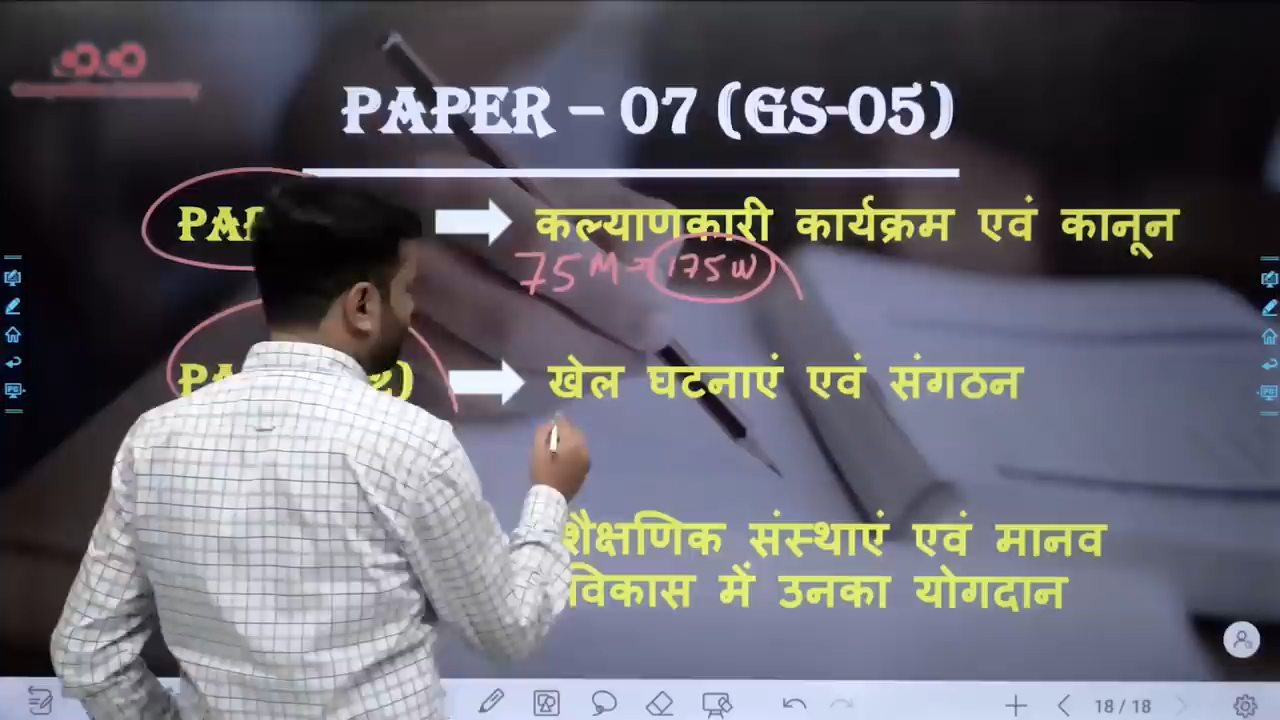 PAPER – 07 (GS-05)
कल्याणकारी कार्यक्रम एवं कानून
75M = 175W
खेल घटनाएं एवं संगठन
शैक्षणिक संस्थाएं एवं मानव
विकास में उनका योगदान
18 / 18